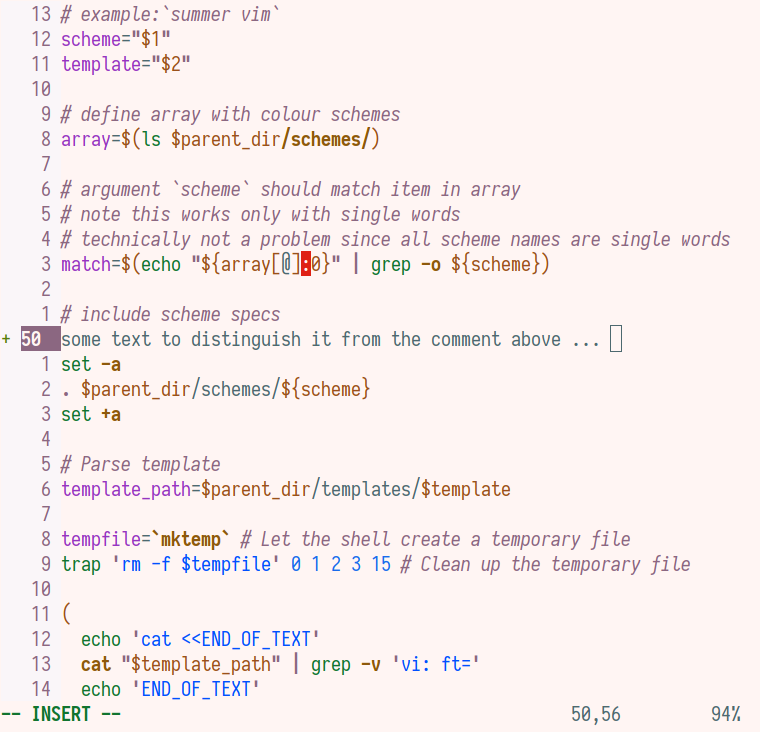 13 # example:`summer vim`
12 scheme="$1"
11 template="$2"
10
9 # define array with colour schemes
8 array=$(ls $parent_dir/schemes/)
7
6 # argument `scheme` should match item in array
5 # note this works only with single words
4 # technically not a problem since all scheme names are single words
3 match=$(echo "${array[@]:0}" | grep -o ${scheme})
2
1 # include scheme specs
+ 50 some text to distinguish it from the comment above ...
1 set -a
2 . $parent_dir/schemes/${scheme}
3 set +a
4
5 # Parse template
6 template_path=$parent_dir/templates/$template
7
8 tempfile=`mktemp` # Let the shell create a temporary file
9 trap 'rm -f $tempfile' 0 1 2 3 15 # Clean up the temporary file
10
11 (
12   echo 'cat <<END_OF_TEXT'
13   cat "$template_path" | grep -v 'vi: ft='
14   echo 'END_OF_TEXT'
-- INSERT -- 50,56 94%